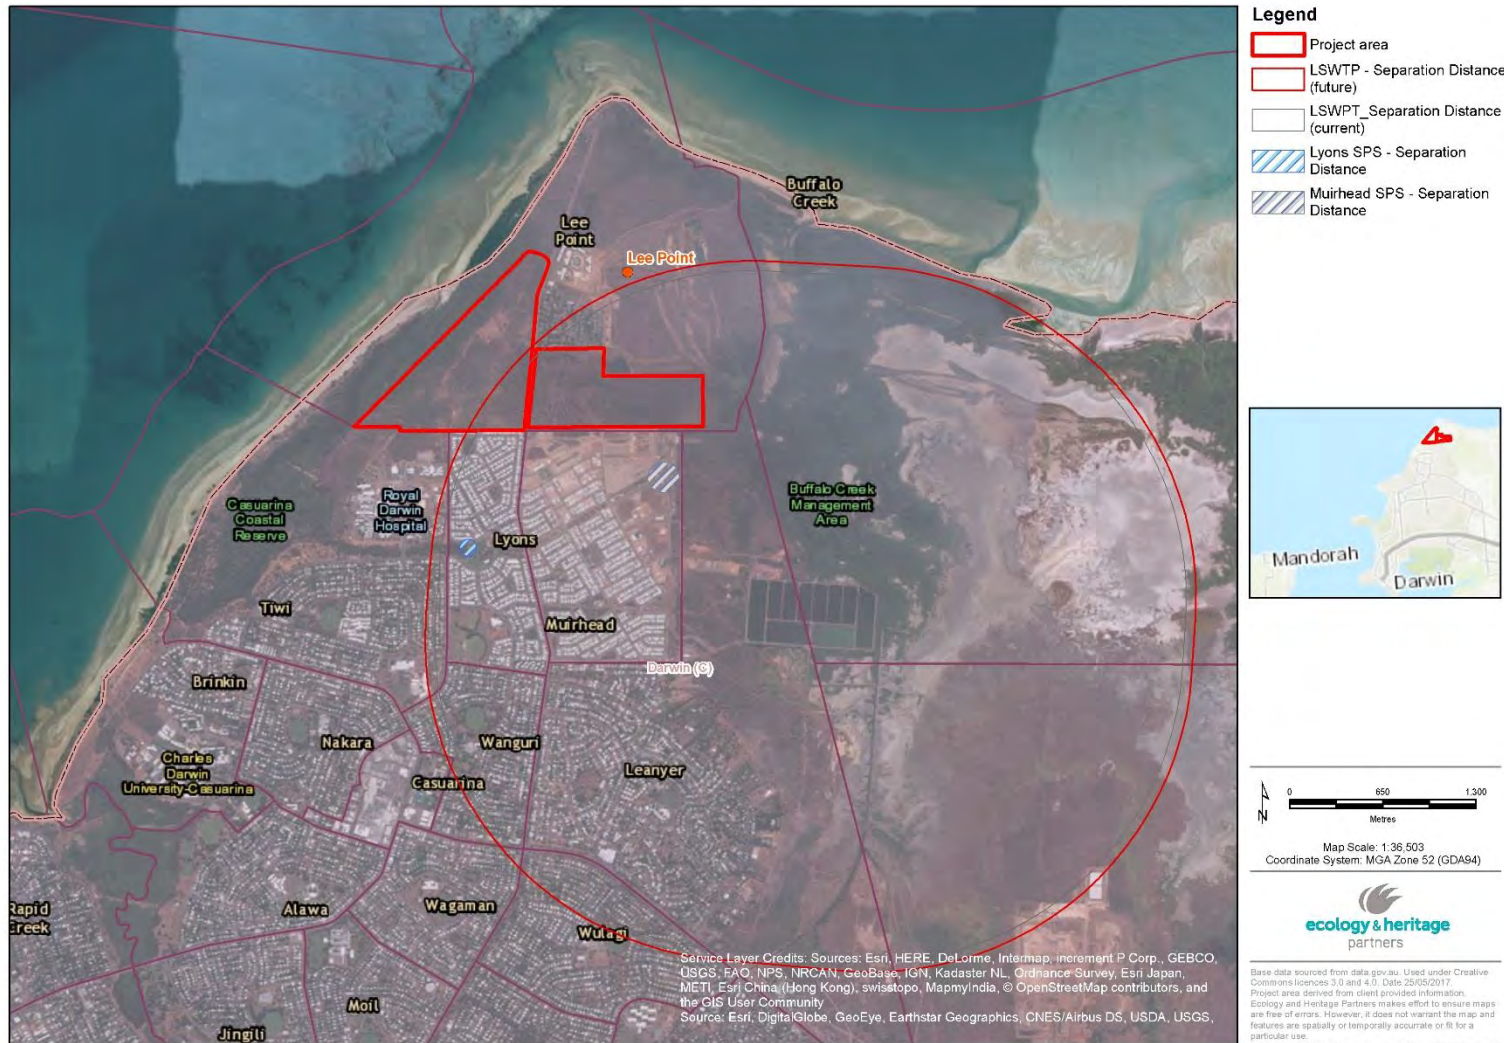 Buffalo
Creek
Lee
Point
Lee Point
Casuarina
Coastal
Reserve
Royal
Darwin
Hospital
Buffalo Creek
Management
Area
Lyons
Tiwi
Muirhead
Darwin (C)
Brinkin
Nakara
Wanguri
Charles
Darwin
University-Casuarina
Casuarina
Leanyer
Rapid
Creek
Alawa
Wagaman
Wulagi
Moil
Jingili
Service Layer Credits: Sources: Esri, HERE, DeLorme, Intermap, increment P Corp., GEBCO,
USGS, FAO, NPS, NRCAN, GeoBase, IGN, Kadaster NL, Ordnance Survey, Esri Japan,
METI, Esri China (Hong Kong), swisstopo, MapmyIndia, © OpenStreetMap contributors, and
the GIS User Community
Source: Esri, DigitalGlobe, GeoEye, Earthstar Geographics, CNES/Airbus DS, USDA, USGS,
Legend
Project area
LSWTP - Separation Distance
(future)
LSWPT_Separation Distance
(current)
Lyons SPS - Separation
Distance
Muirhead SPS - Separation
Distance
Mandorah
Darwin
N
0 650 1,300
Metres
Map Scale: 1:36,503
Coordinate System: MGA Zone 52 (GDA94)
ecology & heritage
partners
Base data sourced from data.gov.au. Used under Creative
Commons licences 3.0 and 4.0. Date 25/05/2017.
Project area derived from client provided information.
Ecology and Heritage Partners makes effort to ensure maps
are free of errors. However, it does not warrant the map and
features are spatially or temporally accurate or fit for a
particular use.